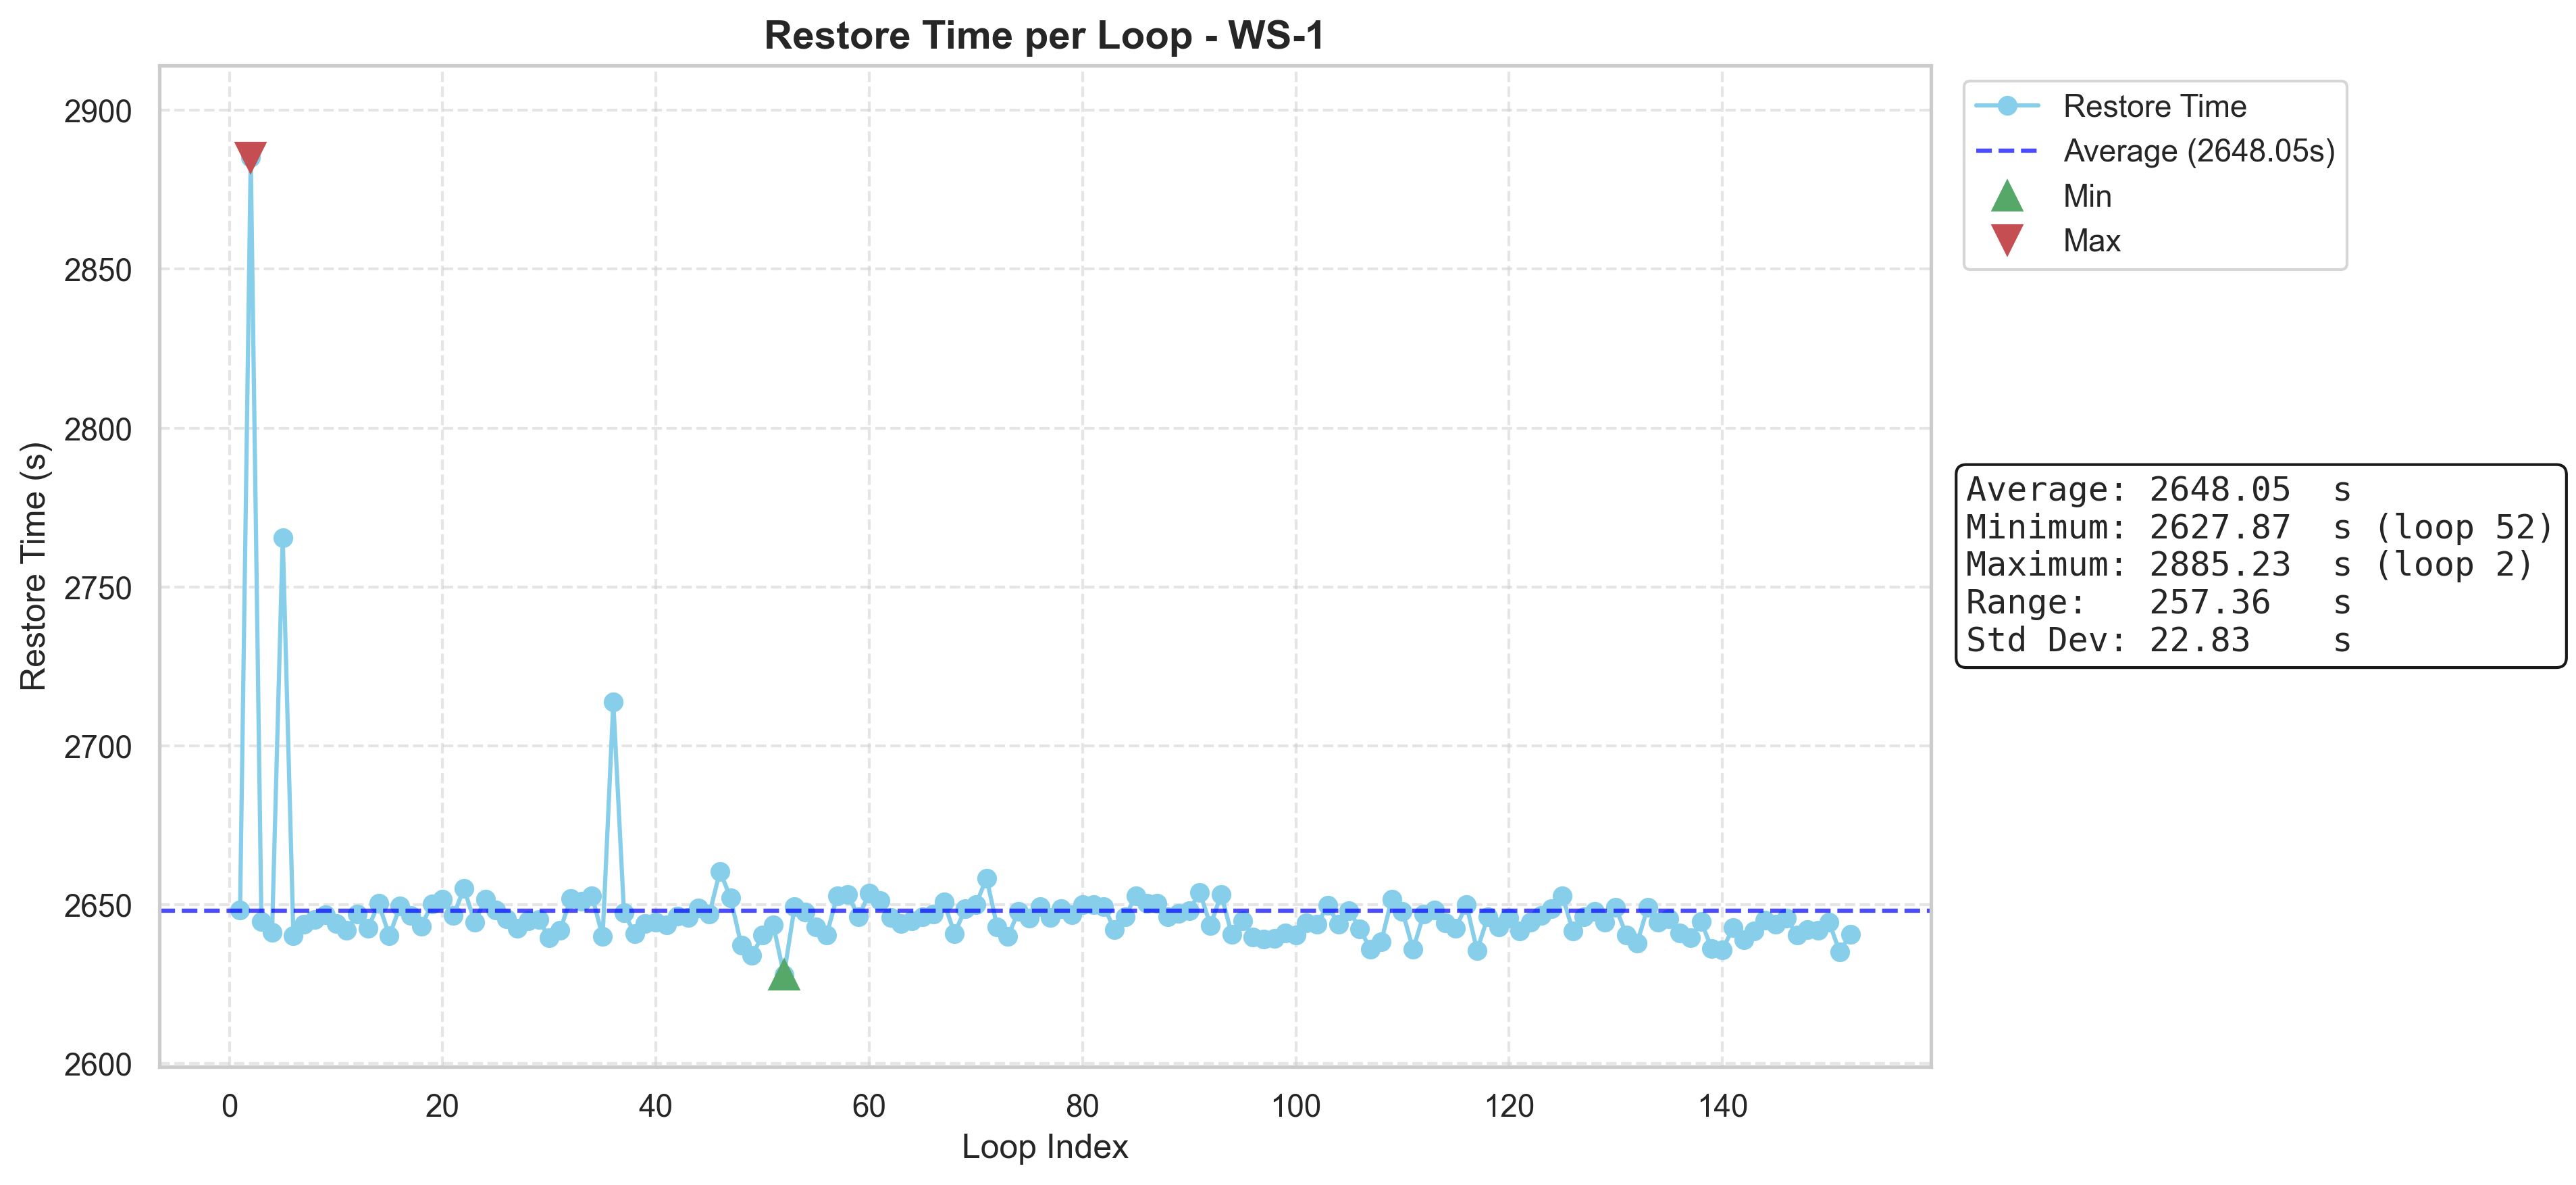 Restore Time per Loop - WS-1
Restore Time (s)
2900
2850
2800
2750
2700
2650
2600
0 20 40 60 80 100 120 140
Loop Index
Restore Time
Average (2648.05s)
Min
Max
Average: 2648.05 s
Minimum: 2627.87 s (loop 52)
Maximum: 2885.23 s (loop 2)
Range: 257.36 s
Std Dev: 22.83 s